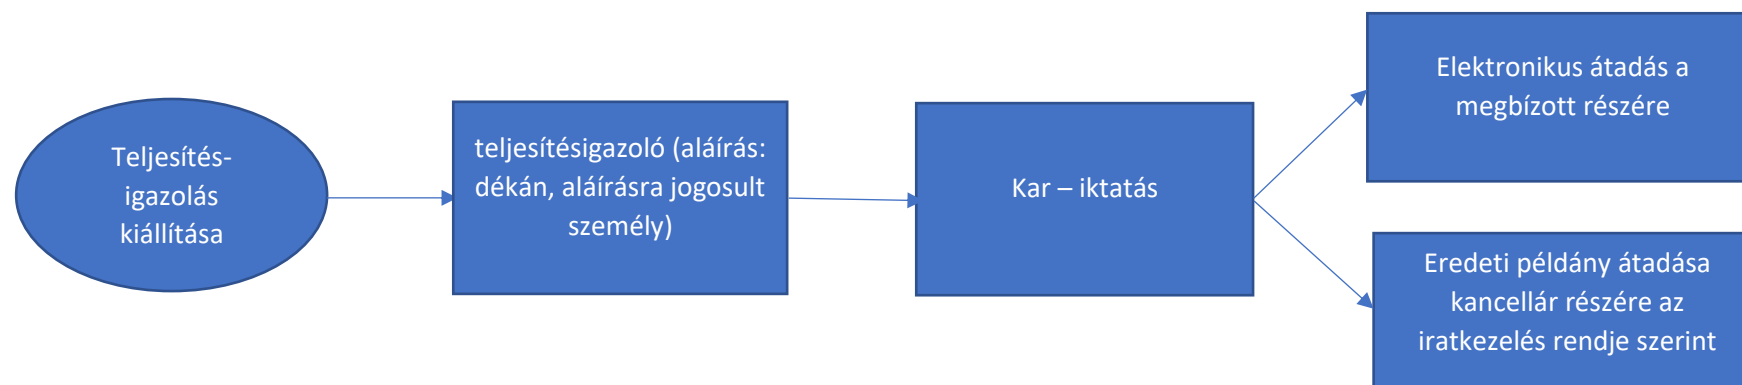 Teljesítés-
igazolás
kiállítása
teljesítésigazoló (aláírás:
dékán, aláírásra jogosult
személy)
Kar – iktatás
Elektronikus átadás a
megbízott részére
Eredeti példány átadása
kancellár részére az
iratkezelés rendje szerint